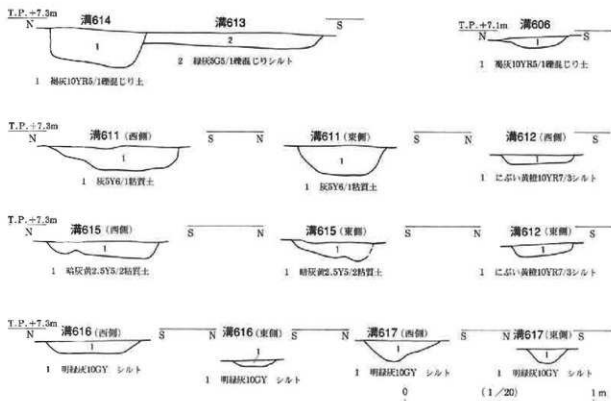 T.P.+7.3m
N 溝614 溝613 S
1 2
1 褐灰10YR5/1礫混じり土
2 緑灰5G5/1礫混じりシルト
T.P.+7.1m
N 溝606 S
1
1 褐灰10YR5/1礫混じり土
T.P.+7.3m
N 溝611(西側) S N 溝611(東側) S N 溝612(西側) S
1 1 1
1 灰5Y6/1粘質土
1 灰5Y6/1粘質土
1 にぶい黄橙10YR7/3シルト
T.P.+7.3m
N 溝615(西側) S N 溝615(東側) S N 溝612(東側) S
1 1 1
1 暗灰黄2.5Y5/2粘質土
1 暗灰黄2.5Y5/2粘質土
1 にぶい黄橙10YR7/3シルト
T.P.+7.3m
N 溝616(西側) S N 溝616(東側) S N 溝617(西側) S N 溝617(東側) S
1 1 1 1
1 明緑灰10GY シルト
1 明緑灰10GY シルト
1 明緑灰10GY シルト
1 明緑灰10GY シルト
0 (1/20) 1m